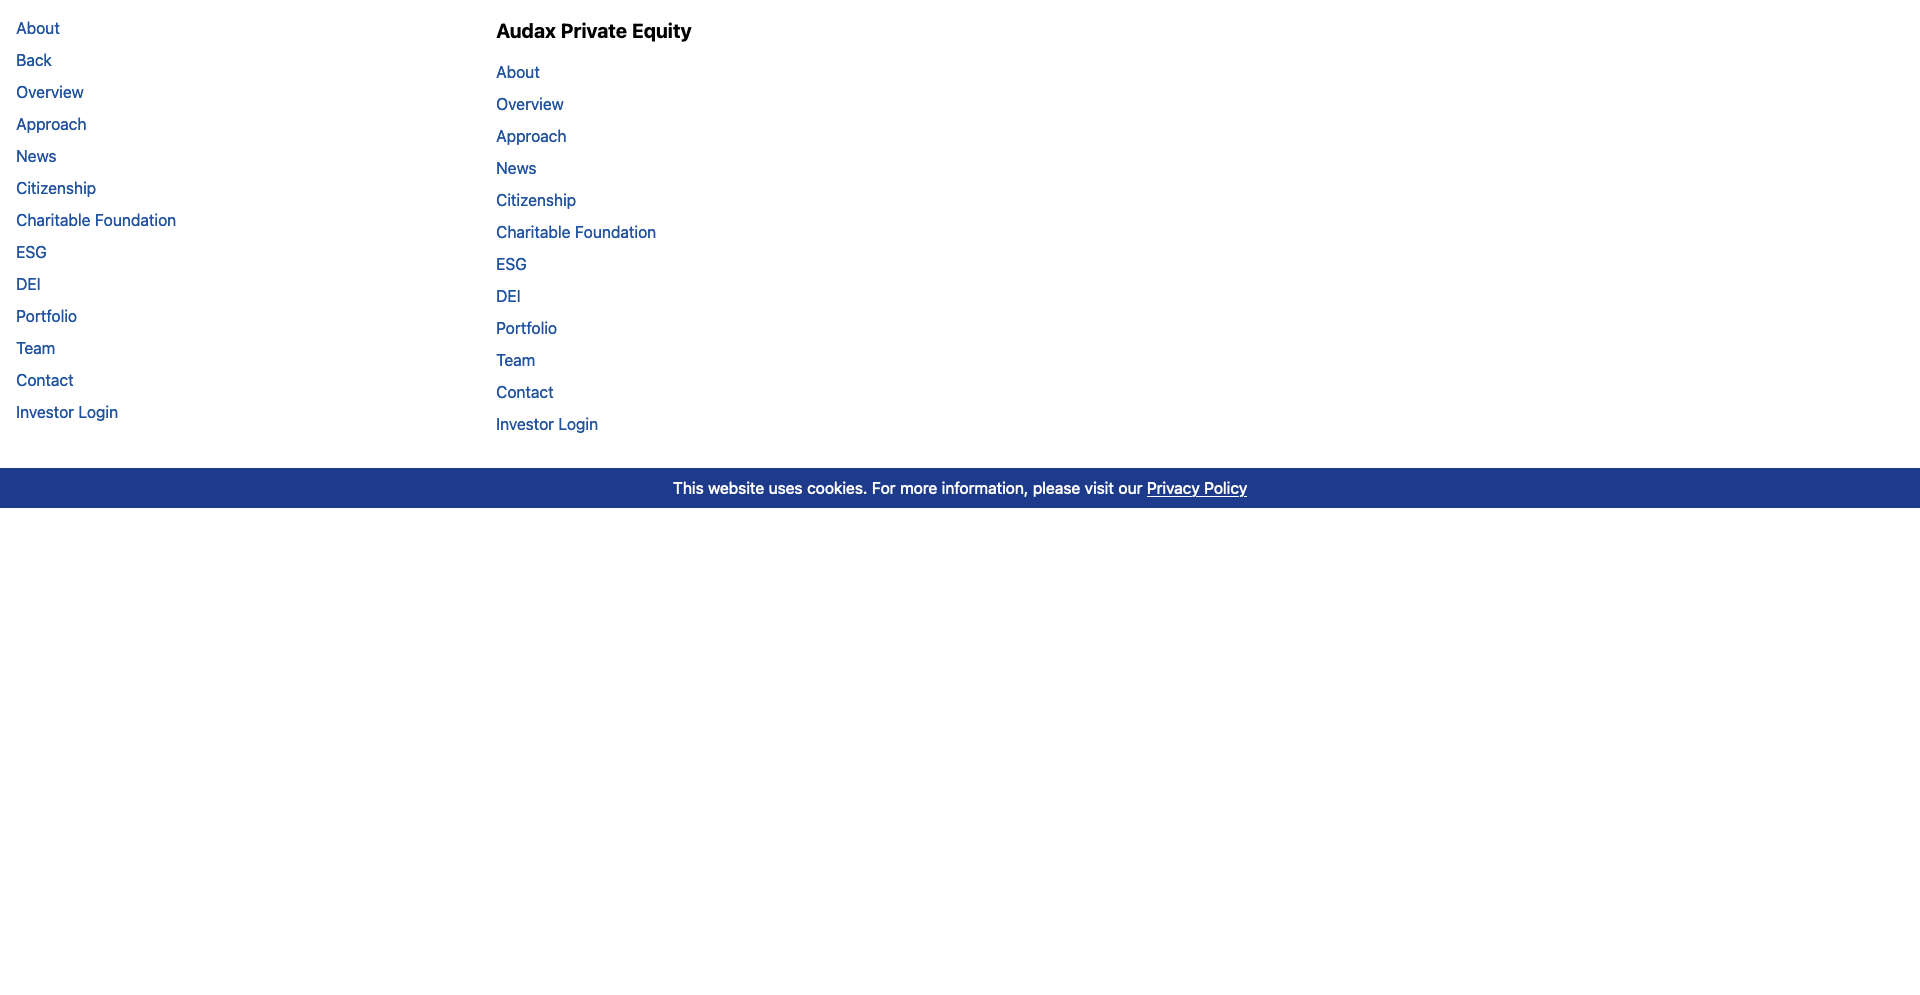 About
Back
Overview
Approach
News
Citizenship
Charitable Foundation
ESG
DEI
Portfolio
Team
Contact
Investor Login
Audax Private Equity
About
Overview
Approach
News
Citizenship
Charitable Foundation
ESG
DEI
Portfolio
Team
Contact
Investor Login
This website uses cookies. For more information, please visit our Privacy Policy